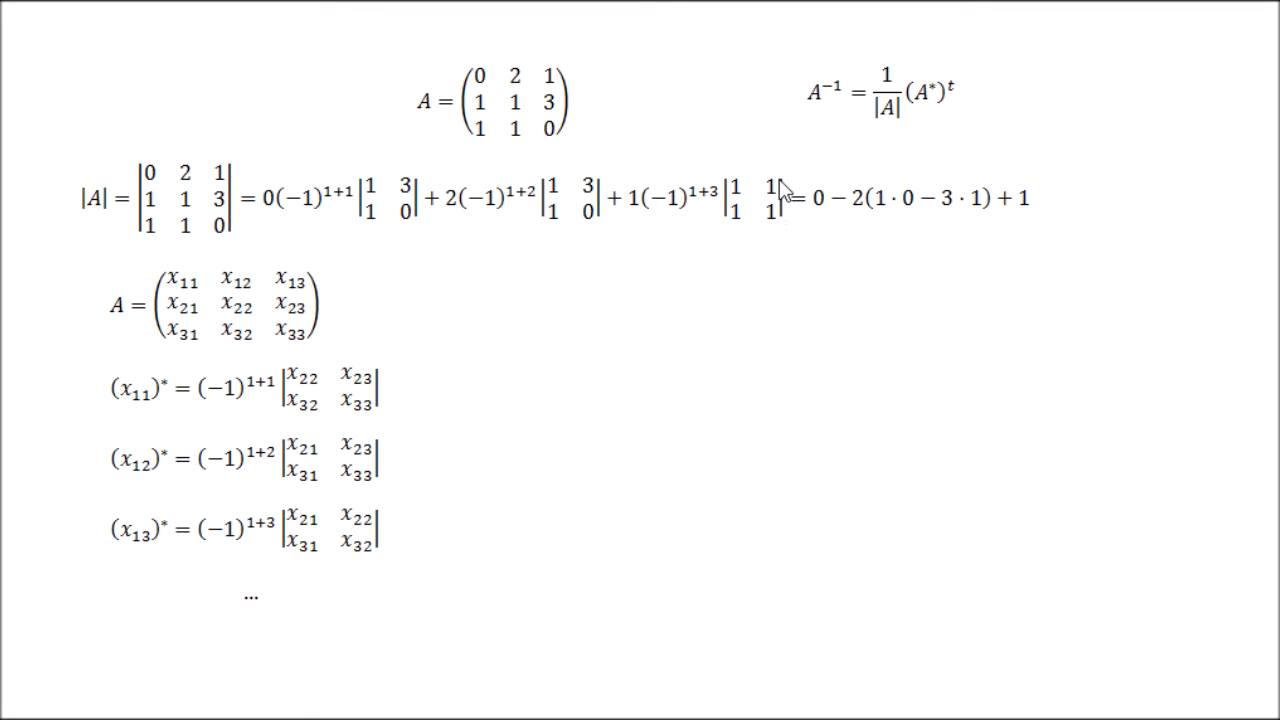 A = (0 2 1
1 1 3
1 1 0)
A⁻¹ = 1/|A| (A*)ᵗ
|A| = |0 2 1
1 1 3
1 1 0| = 0(−1)¹⁺¹ |1 3
1 0| + 2(−1)¹⁺² |1 3
1 0| + 1(−1)¹⁺³ |1 1
1 1| = 0 − 2(1 · 0 − 3 · 1) + 1
A = (x₁₁ x₁₂ x₁₃
x₂₁ x₂₂ x₂₃
x₃₁ x₃₂ x₃₃)
(x₁₁)* = (−1)¹⁺¹ |x₂₂ x₂₃
x₃₂ x₃₃|
(x₁₂)* = (−1)¹⁺² |x₂₁ x₂₃
x₃₁ x₃₃|
(x₁₃)* = (−1)¹⁺³ |x₂₁ x₂₂
x₃₁ x₃₂|
...